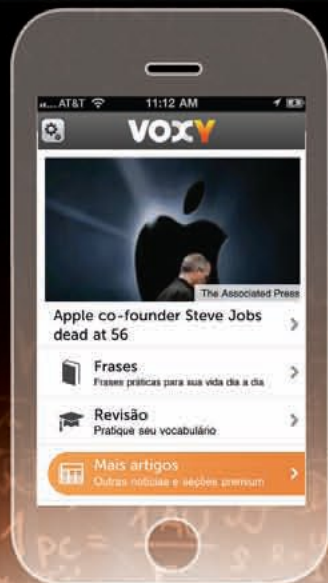 AT&T 11:12 AM
VOXY
The Associated Press
Apple co-founder Steve Jobs
dead at 56
Frases
Frases práticas para sua vida dia a dia
Revisão
Pratique seu vocabulário
Mais artigos
Outras notícias e seções premium